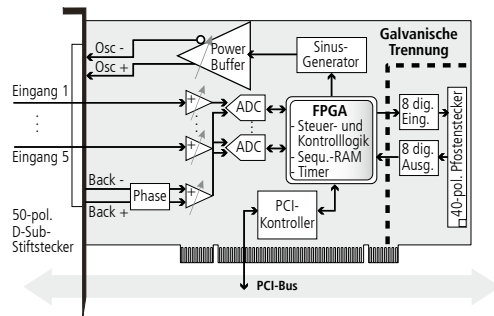 Galvanische
Trennung
Osc -
Osc +
Power
Buffer
Sinus-
Generator
Eingang 1
:
Eingang 5
ADC
ADC
FPGA
- Steuer- und
Kontrolllogik
- Sequ.-RAM
- Timer
8 dig.
Eing.
8 dig.
Ausg.
40-pol. Pfostenstecker
Back -
Back +
Phase
PCI-
Kontroller
50-pol.
D-Sub-
Stiftstecker
PCI-Bus
+
+
+